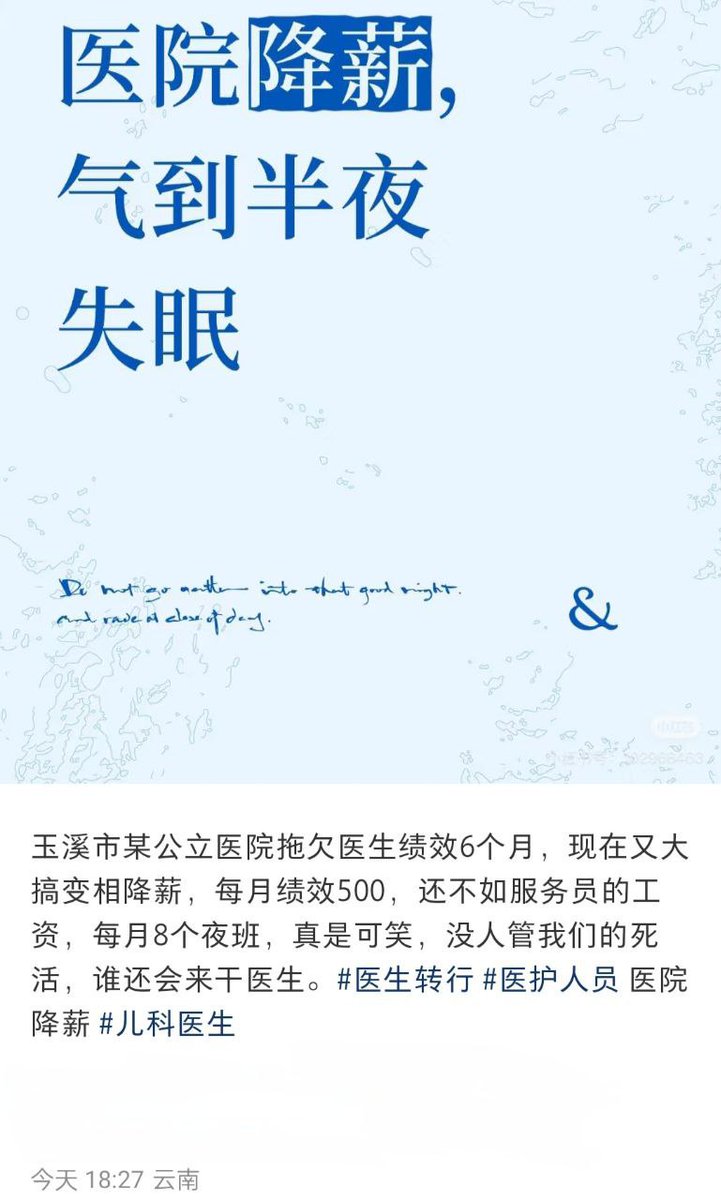 医院降薪，
气到半夜
失眠
Do not go gentle into that good night.
and rave at close of day.
&
小红书
玉溪市某公立医院拖欠医生绩效6个月，现在又大
搞变相降薪，每月绩效500，还不如服务员的工
资，每月8个夜班，真是可笑，没人管我们的死
活，谁还会来干医生。#医生转行 #医护人员 医院
降薪 #儿科医生
今天 18:27 云南